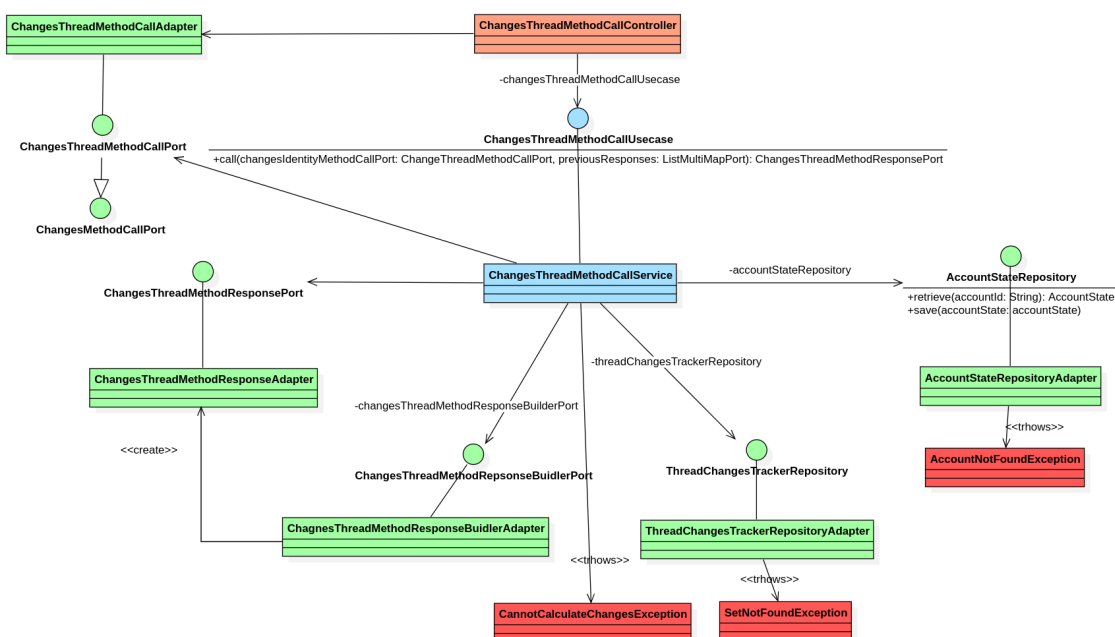 ChangesThreadMethodCallAdapter
ChangesThreadMethodCallController
-changesThreadMethodCallUsecase
ChangesThreadMethodCallPort
ChangesThreadMethodCallUsecase
+call(changesIdentityMethodCallPort: ChangeThreadMethodCallPort, previousResponses: ListMultiMapPort): ChangesThreadMethodResponsePort
ChangesMethodCallPort
ChangesThreadMethodCallService
-accountStateRepository
AccountStateRepository
+retrieve(accountId: String): AccountState
+save(accountState: accountState)
ChangesThreadMethodResponsePort
-threadChangesTrackerRepository
ChangesThreadMethodResponseAdapter
AccountStateRepositoryAdapter
-changesThreadMethodResponseBuilderPort
<<trhows>>
<<create>>
AccountNotFoundException
ChangesThreadMethodRepsonseBuidlerPort
ThreadChangesTrackerRepository
ChagnesThreadMethodResponseBuidlerAdapter
ThreadChangesTrackerRepositoryAdapter
<<trhows>>
<<trhows>>
CannotCalculateChangesException
SetNotFoundException